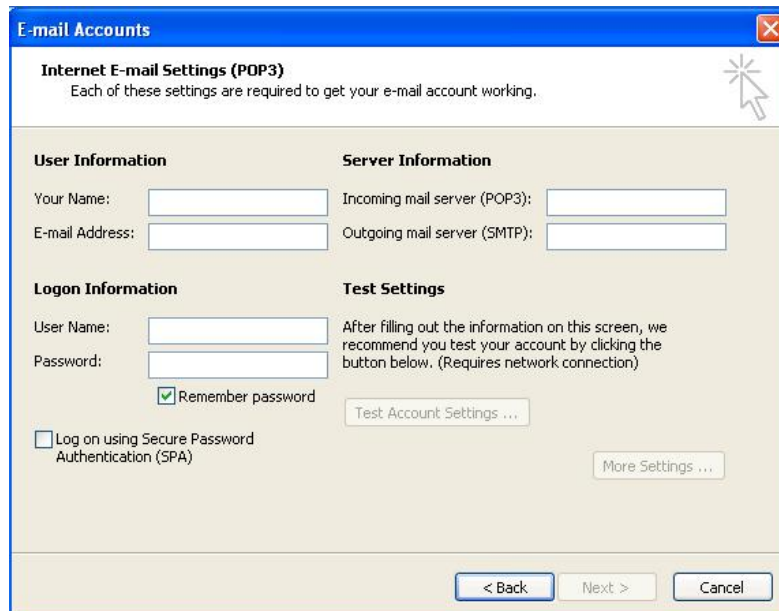 E-mail Accounts
Internet E-mail Settings (POP3)
Each of these settings are required to get your e-mail account working.
User Information
Your Name:
E-mail Address:
Server Information
Incoming mail server (POP3):
Outgoing mail server (SMTP):
Logon Information
User Name:
Password:
Remember password
Log on using Secure Password
Authentication (SPA)
Test Settings
After filling out the information on this screen, we
recommend you test your account by clicking the
button below. (Requires network connection)
Test Account Settings ...
More Settings ...
< Back
Next >
Cancel